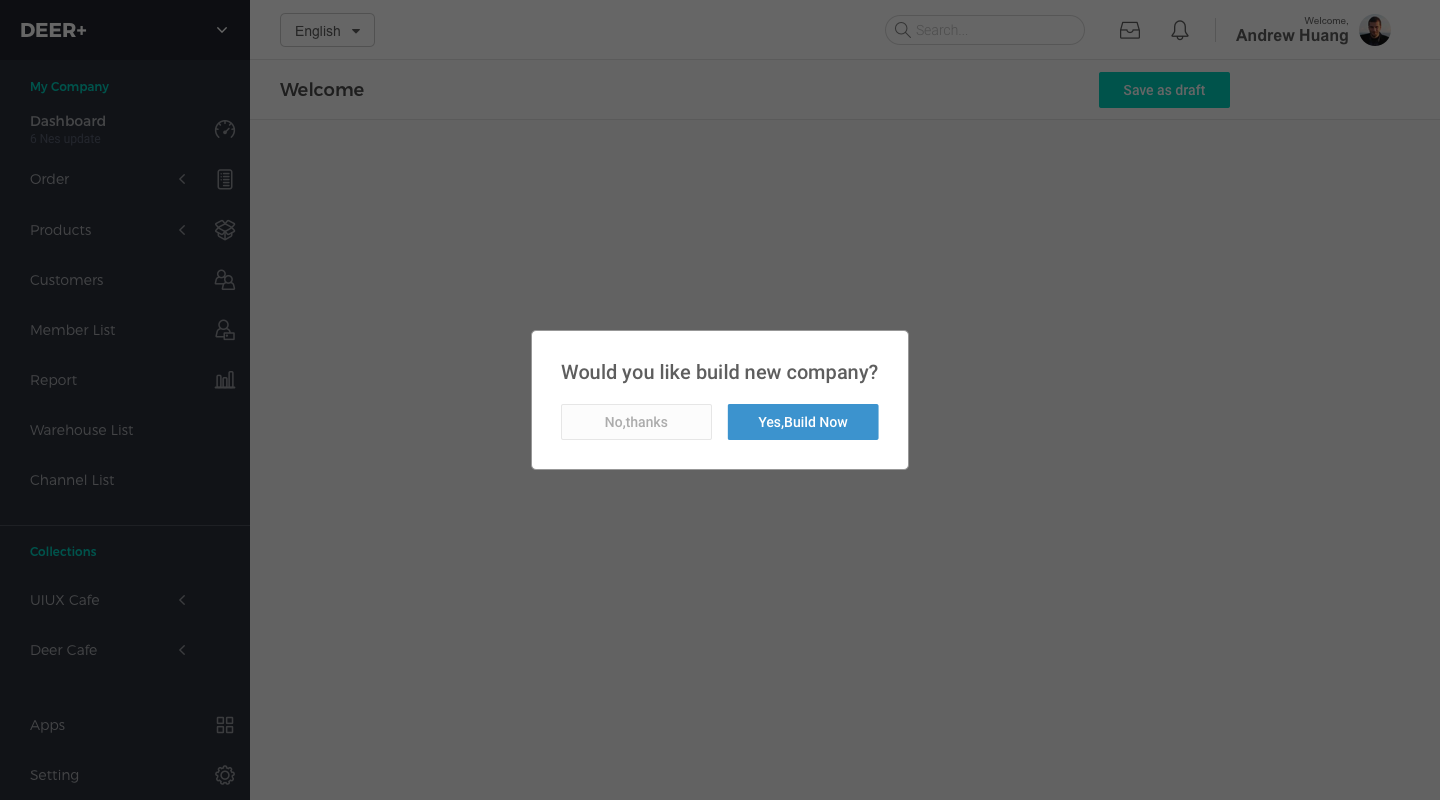 DEER+
English
Search...
Welcome,
Andrew Huang
Welcome
Save as draft
My Company
Dashboard
6 Nes update
Order
Products
Customers
Member List
Report
Warehouse List
Channel List
Collections
UIUX Cafe
Deer Cafe
Apps
Setting
Would you like build new company?
No,thanks
Yes,Build Now